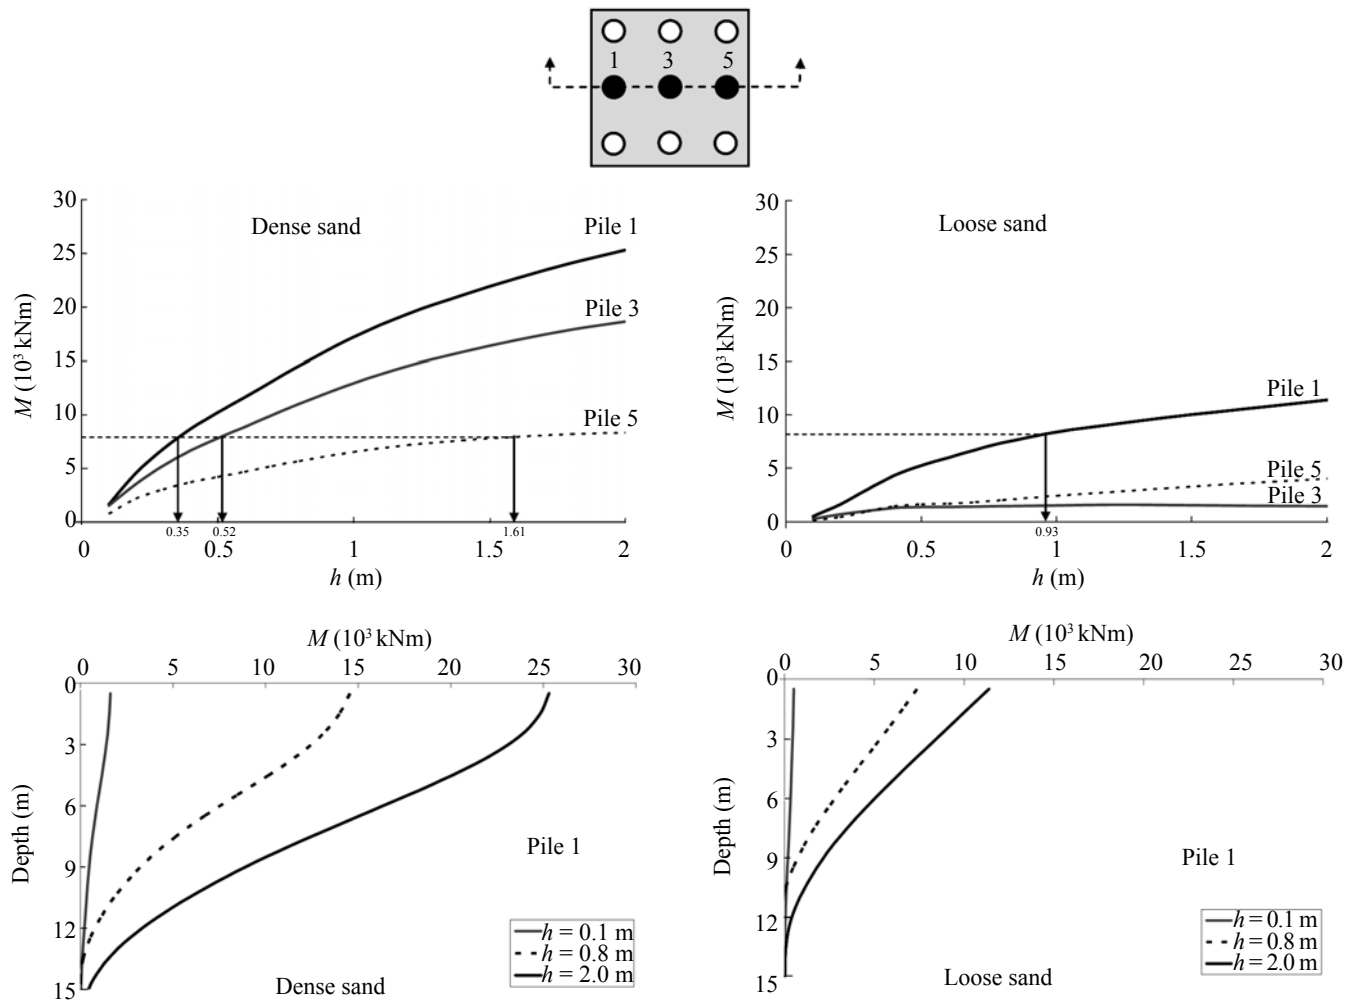 1 3 5
Dense sand
Pile 1
Pile 3
Pile 5
M (10³ kNm)
30
25
20
15
10
5
0
0.35 0.52 1.61
0 0.5 1 1.5 2
h (m)
Loose sand
Pile 1
Pile 5
Pile 3
M (10³ kNm)
30
25
20
15
10
5
0
0.93
0 0.5 1 1.5 2
h (m)
M (10³ kNm)
0 5 10 15 20 25 30
0
3
6
9
12
15
Depth (m)
Pile 1
h = 0.1 m
h = 0.8 m
h = 2.0 m
Dense sand
M (10³ kNm)
0 5 10 15 20 25 30
0
3
6
9
12
15
Depth (m)
Pile 1
h = 0.1 m
h = 0.8 m
h = 2.0 m
Loose sand